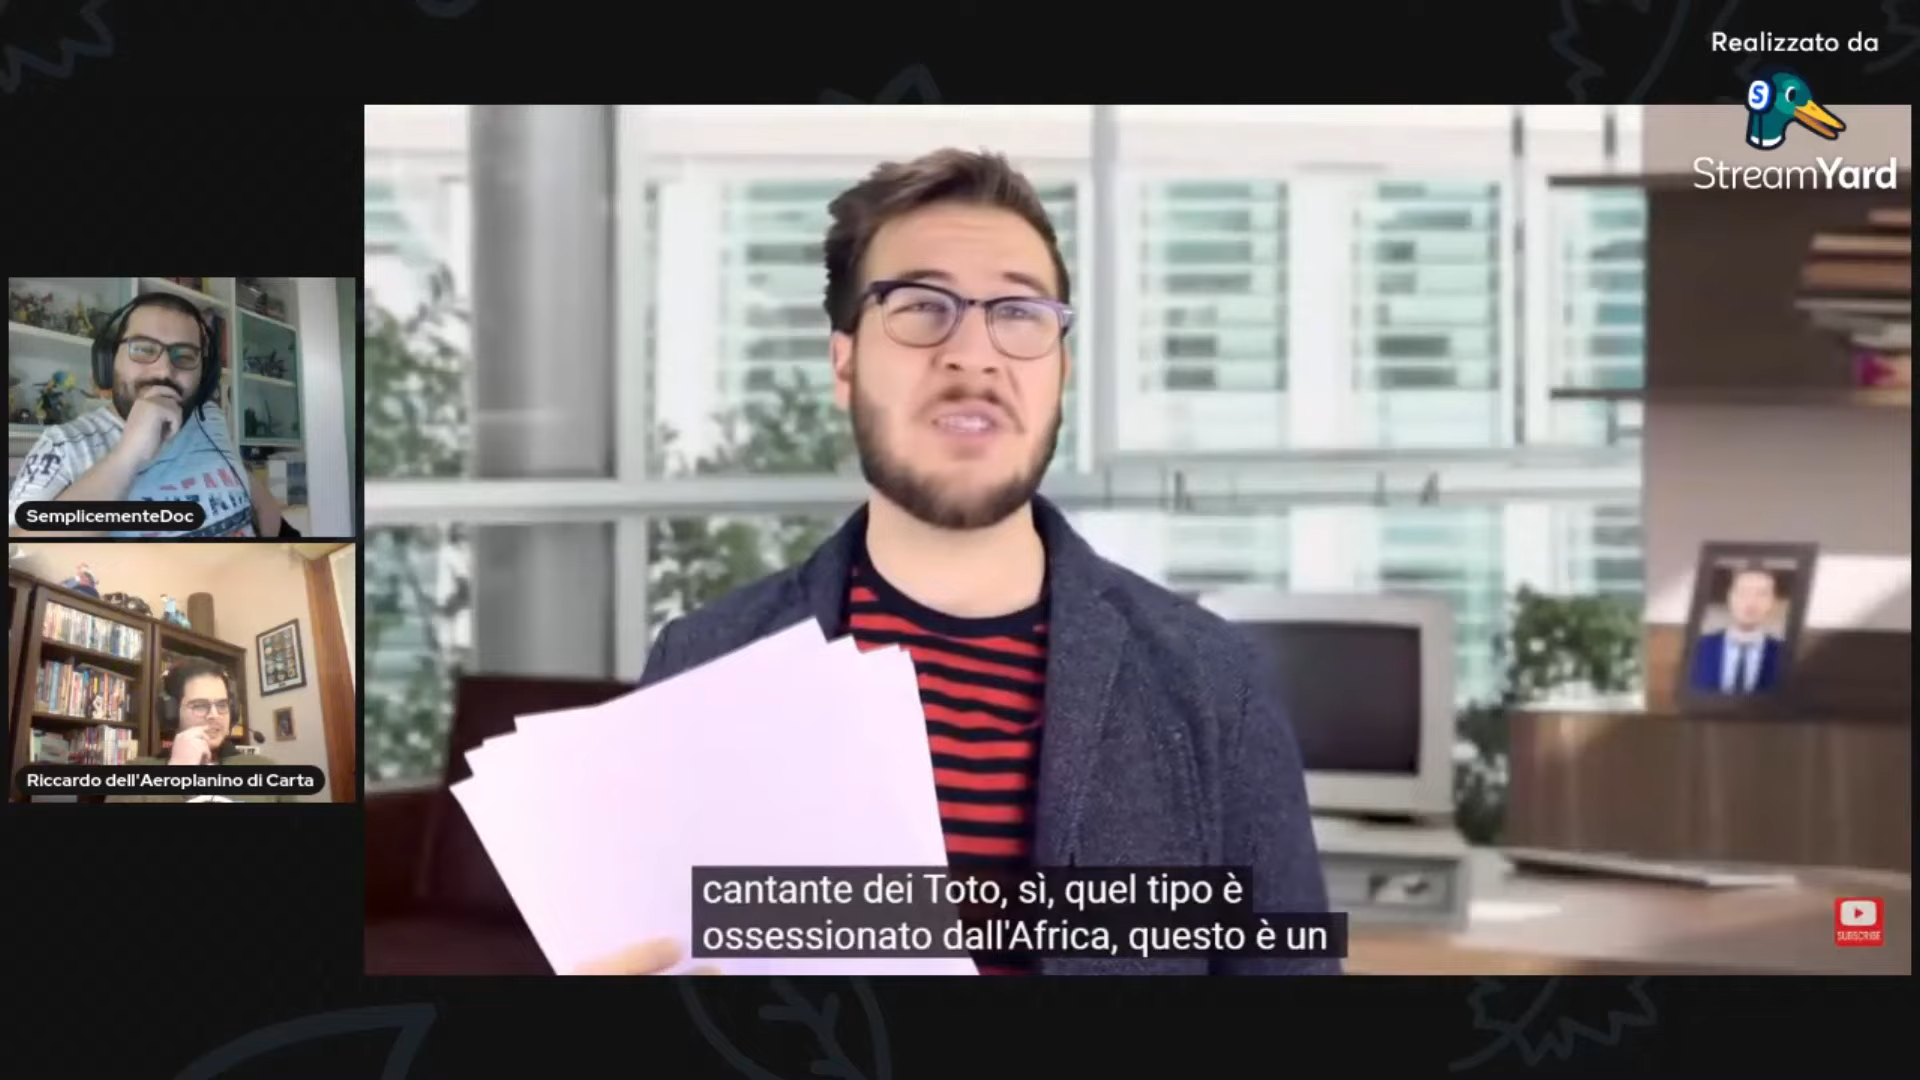 Realizzato da
StreamYard
SemplicementeDoc
Riccardo dell'Aeroplanino di Carta
cantante dei Toto, sì, quel tipo è
ossessionato dall'Africa, questo è un
SUBSCRIBE